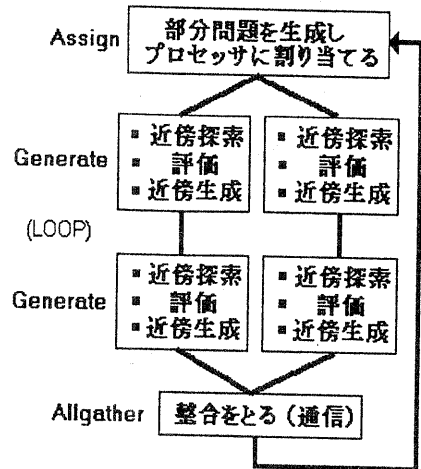 Assign
部分問題を生成し
プロセッサに割り当てる
Generate
▪ 近傍探索
▪ 評価
▪ 近傍生成
▪ 近傍探索
▪ 評価
▪ 近傍生成
(LOOP)
Generate
▪ 近傍探索
▪ 評価
▪ 近傍生成
▪ 近傍探索
▪ 評価
▪ 近傍生成
Allgather
整合をとる（通信）